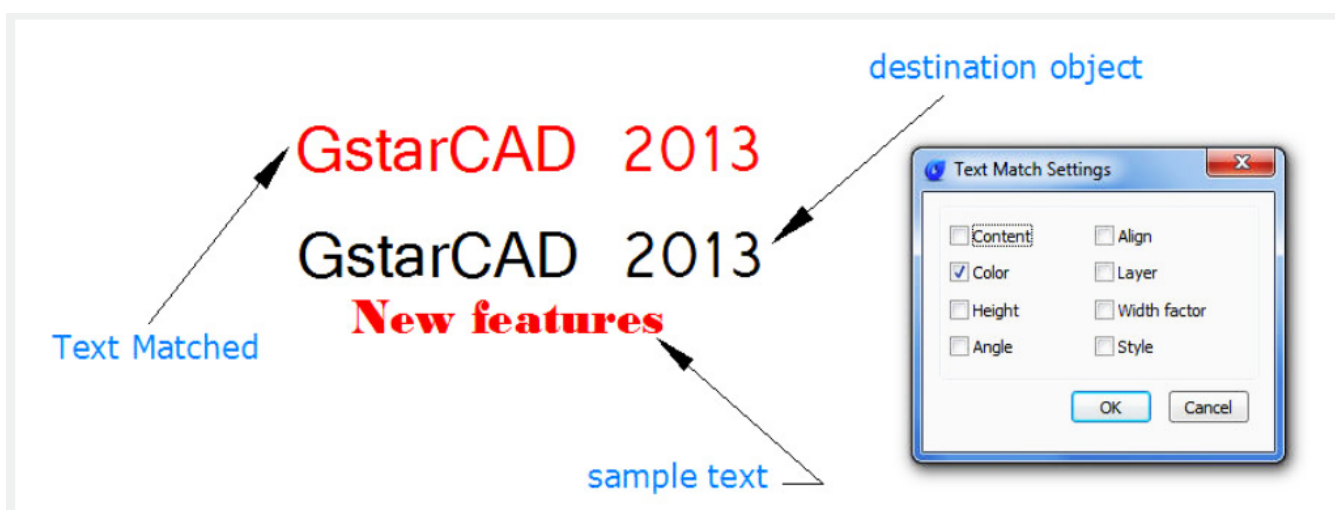 destination object
GstarCAD 2013
GstarCAD 2013
New features
Text Matched
sample text
Text Match Settings
Content
Align
Color
Layer
Height
Width factor
Angle
Style
OK
Cancel